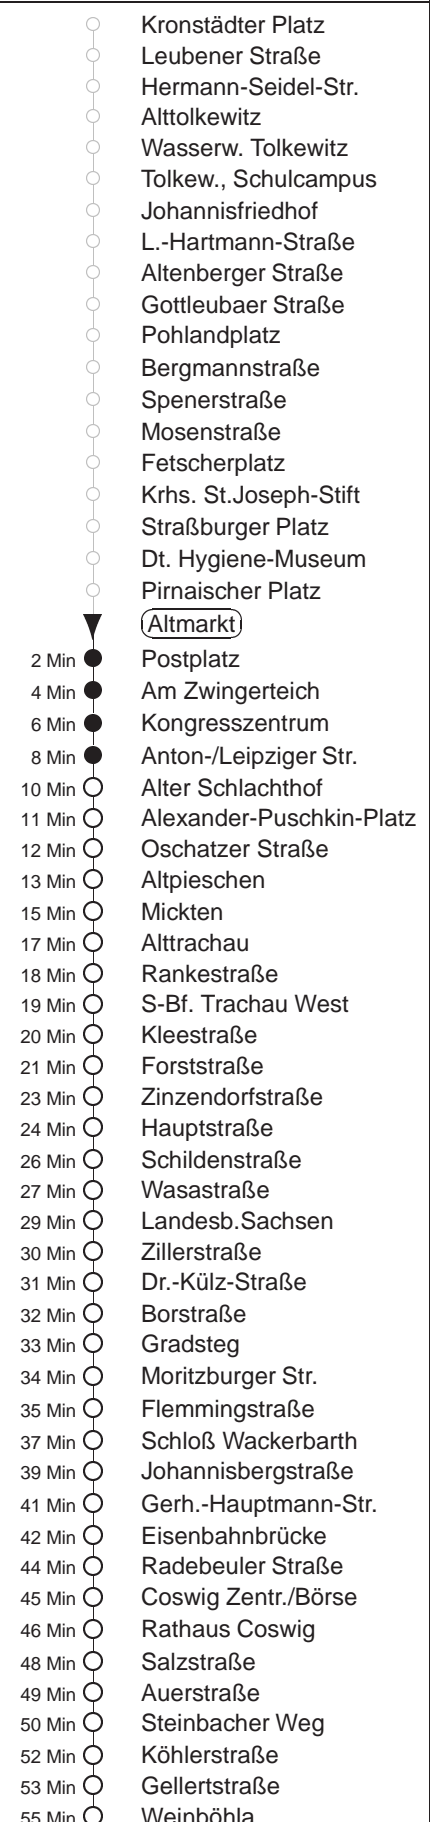 Kronstädter Platz
Leubener Straße
Hermann-Seidel-Str.
Alttolkewitz
Wasserw. Tolkewitz
Tolkew., Schulcampus
Johannisfriedhof
L.-Hartmann-Straße
Altenberger Straße
Gottleubaer Straße
Pohlandplatz
Bergmannstraße
Spenerstraße
Mosenstraße
Fetscherplatz
Krhs. St.Joseph-Stift
Straßburger Platz
Dt. Hygiene-Museum
Pirnaischer Platz
Altmarkt
2 Min Postplatz
4 Min Am Zwingerteich
6 Min Kongresszentrum
8 Min Anton-/Leipziger Str.
10 Min Alter Schlachthof
11 Min Alexander-Puschkin-Platz
12 Min Oschatzer Straße
13 Min Altpieschen
15 Min Mickten
17 Min Alttrachau
18 Min Rankestraße
19 Min S-Bf. Trachau West
20 Min Kleestraße
21 Min Forststraße
23 Min Zinzendorfstraße
24 Min Hauptstraße
26 Min Schildenstraße
27 Min Wasastraße
29 Min Landesb.Sachsen
30 Min Zillerstraße
31 Min Dr.-Külz-Straße
32 Min Borstraße
33 Min Gradsteg
34 Min Moritzburger Str.
35 Min Flemmingstraße
37 Min Schloß Wackerbarth
39 Min Johannisbergstraße
41 Min Gerh.-Hauptmann-Str.
42 Min Eisenbahnbrücke
44 Min Radebeuler Straße
45 Min Coswig Zentr./Börse
46 Min Rathaus Coswig
48 Min Salzstraße
49 Min Auerstraße
50 Min Steinbacher Weg
52 Min Köhlerstraße
53 Min Gellertstraße
55 Min Weinböhla